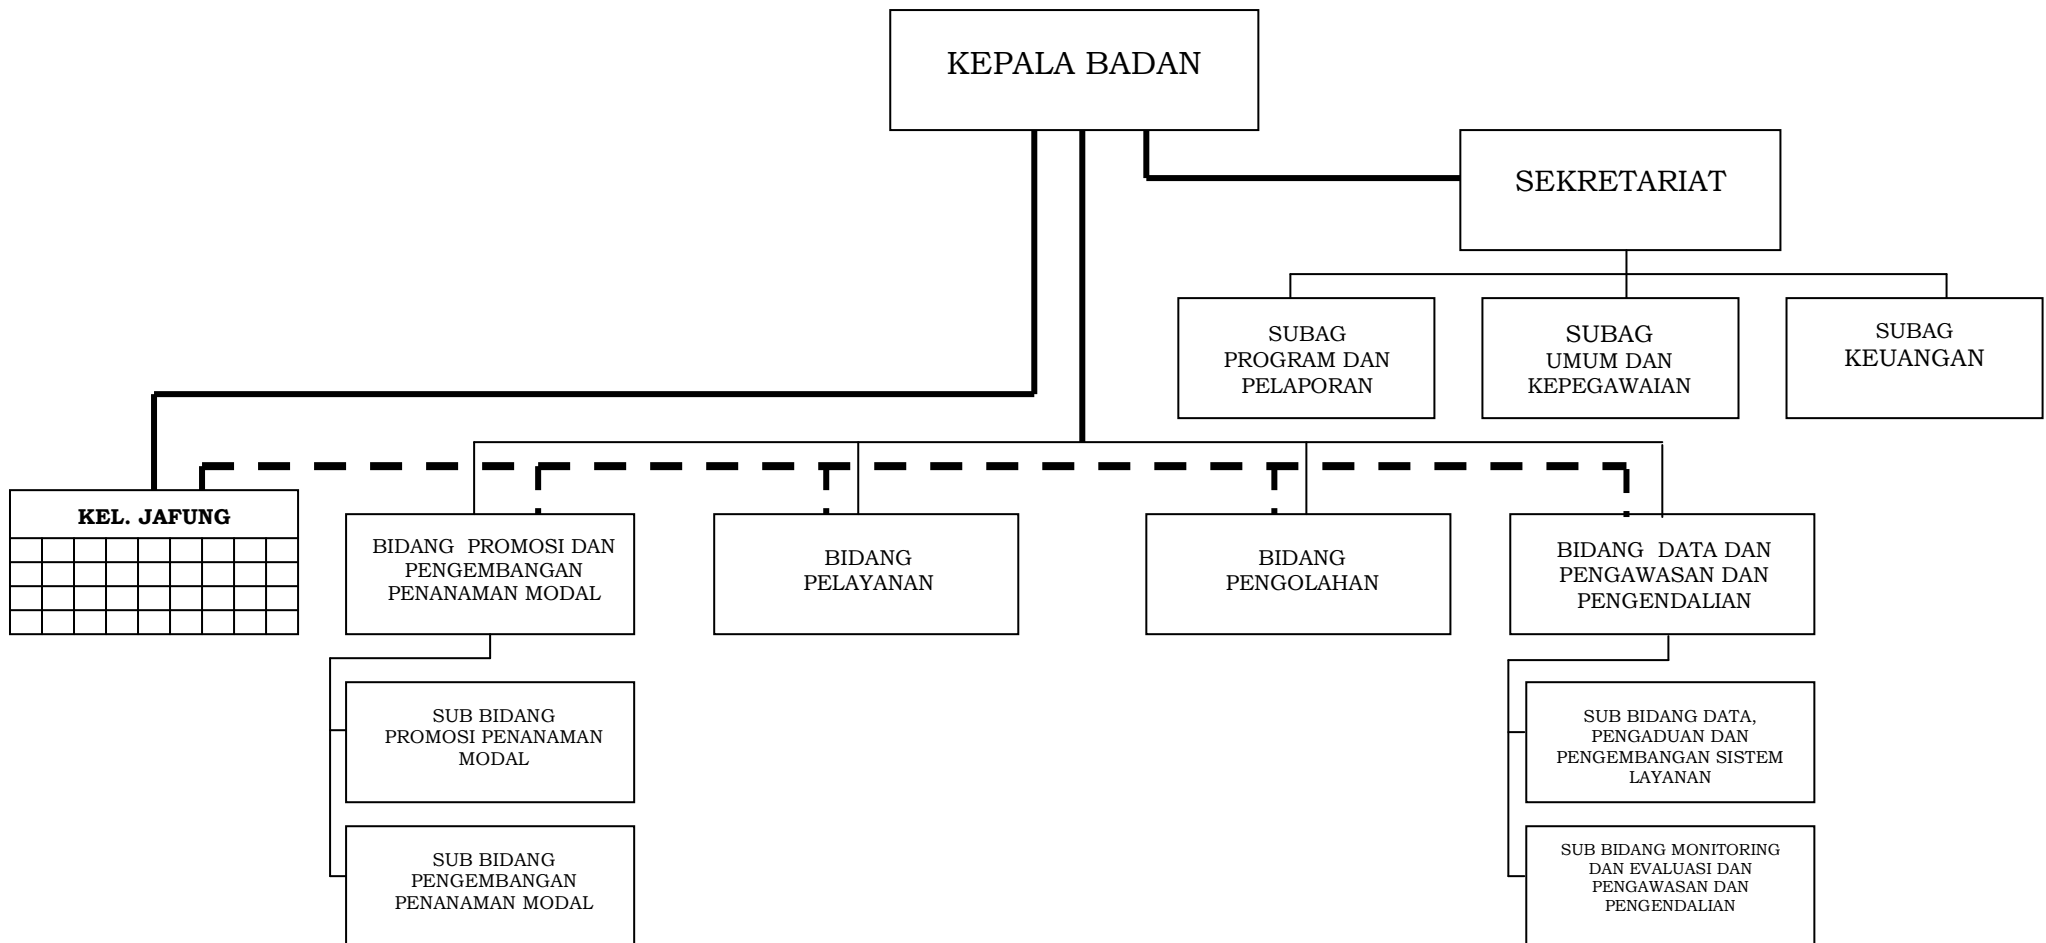 KEPALA BADAN
SEKRETARIAT
SUBAG
PROGRAM DAN
PELAPORAN
SUBAG
UMUM DAN
KEPEGAWAIAN
SUBAG
KEUANGAN
KEL. JAFUNG
BIDANG PROMOSI DAN
PENGEMBANGAN
PENANAMAN MODAL
BIDANG
PELAYANAN
BIDANG
PENGOLAHAN
BIDANG DATA DAN
PENGAWASAN DAN
PENGENDALIAN
SUB BIDANG
PROMOSI PENANAMAN
MODAL
SUB BIDANG DATA,
PENGADUAN DAN
PENGEMBANGAN SISTEM
LAYANAN
SUB BIDANG
PENGEMBANGAN
PENANAMAN MODAL
SUB BIDANG MONITORING
DAN EVALUASI DAN
PENGAWASAN DAN
PENGENDALIAN